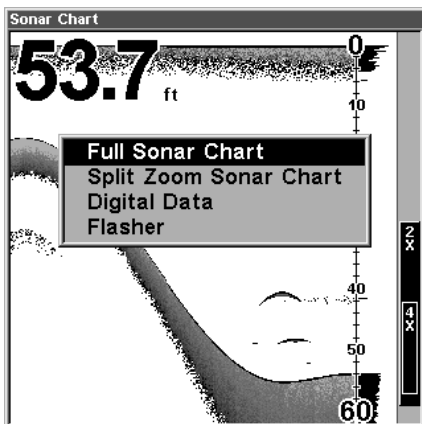 Sonar Chart
53.7 ft
0
10
Full Sonar Chart
Split Zoom Sonar Chart
Digital Data
Flasher
2X
40
4X
50
60